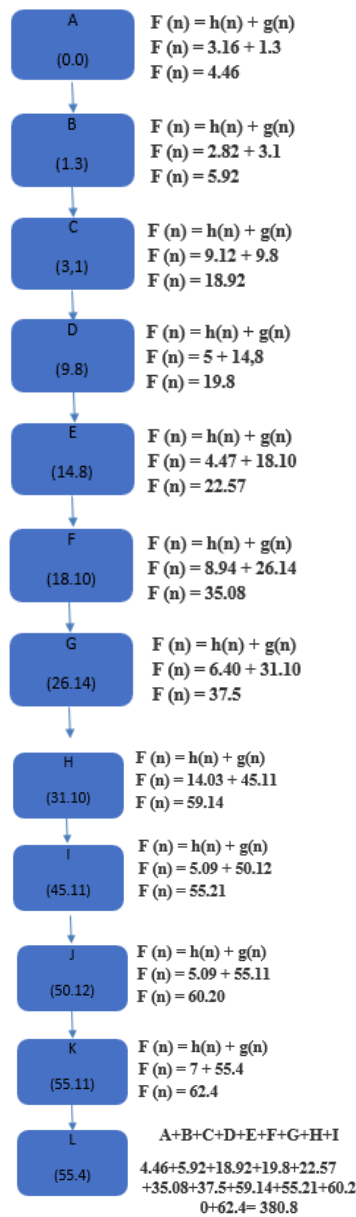 A
(0.0)
F (n) = h(n) + g(n)
F (n) = 3.16 + 1.3
F (n) = 4.46
B
(1.3)
F (n) = h(n) + g(n)
F (n) = 2.82 + 3.1
F (n) = 5.92
C
(3,1)
F (n) = h(n) + g(n)
F (n) = 9.12 + 9.8
F (n) = 18.92
D
(9.8)
F (n) = h(n) + g(n)
F (n) = 5 + 14,8
F (n) = 19.8
E
(14.8)
F (n) = h(n) + g(n)
F (n) = 4.47 + 18.10
F (n) = 22.57
F
(18.10)
F (n) = h(n) + g(n)
F (n) = 8.94 + 26.14
F (n) = 35.08
G
(26.14)
F (n) = h(n) + g(n)
F (n) = 6.40 + 31.10
F (n) = 37.5
H
(31.10)
F (n) = h(n) + g(n)
F (n) = 14.03 + 45.11
F (n) = 59.14
I
(45.11)
F (n) = h(n) + g(n)
F (n) = 5.09 + 50.12
F (n) = 55.21
J
(50.12)
F (n) = h(n) + g(n)
F (n) = 5.09 + 55.11
F (n) = 60.20
K
(55.11)
F (n) = h(n) + g(n)
F (n) = 7 + 55.4
F (n) = 62.4
L
(55.4)
A+B+C+D+E+F+G+H+I
4.46+5.92+18.92+19.8+22.57
+35.08+37.5+59.14+55.21+60.2
0+62.4= 380.8